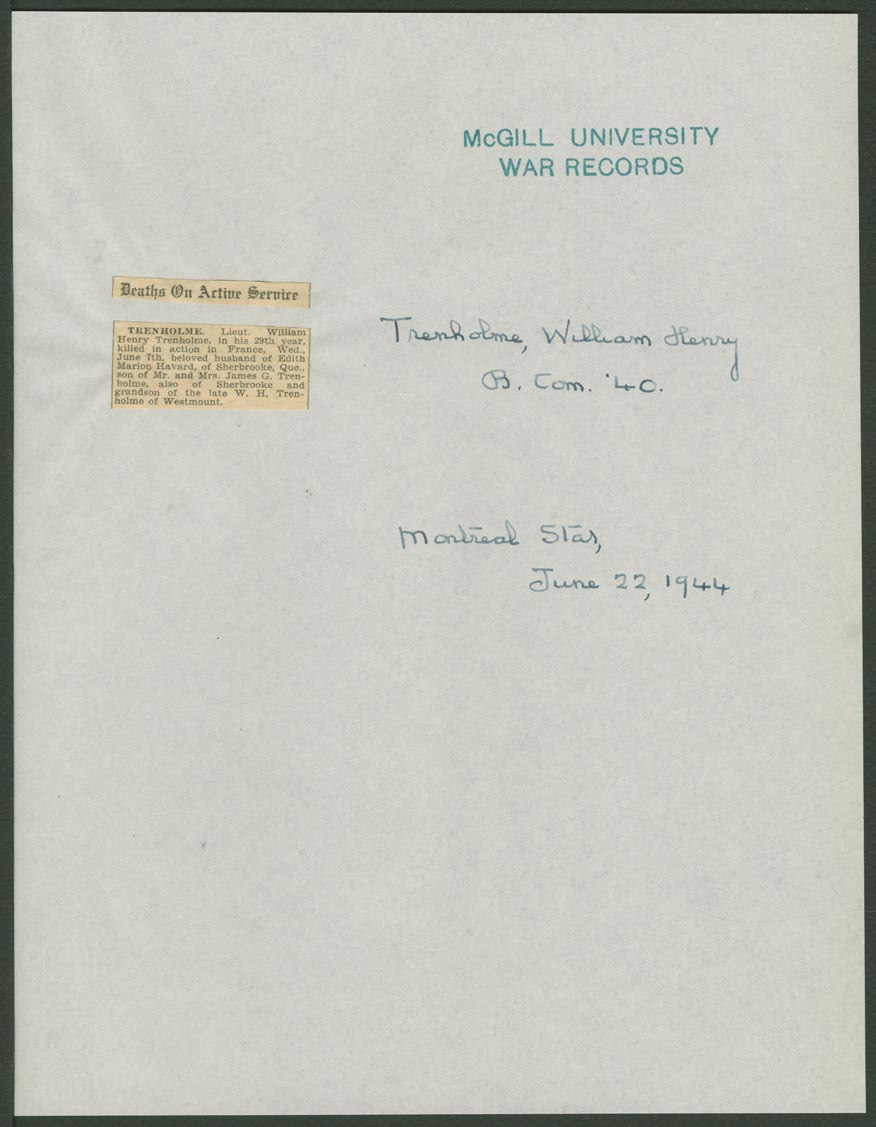 McGILL UNIVERSITY
WAR RECORDS
Deaths On Active Service
TRENHOLME. Lieut. William
Henry Trenholme, in his 29th year,
killed in action in France, Wed.,
June 7th, beloved husband of Edith
Marion Havard, of Sherbrooke, Que.,
son of Mr. and Mrs. James G. Tren-
holme, also of Sherbrooke and
grandson of the late W. H. Tren-
holme of Westmount.
Trenholme, William Henry
B. Com. '40.
Montreal Star,
June 22, 1944